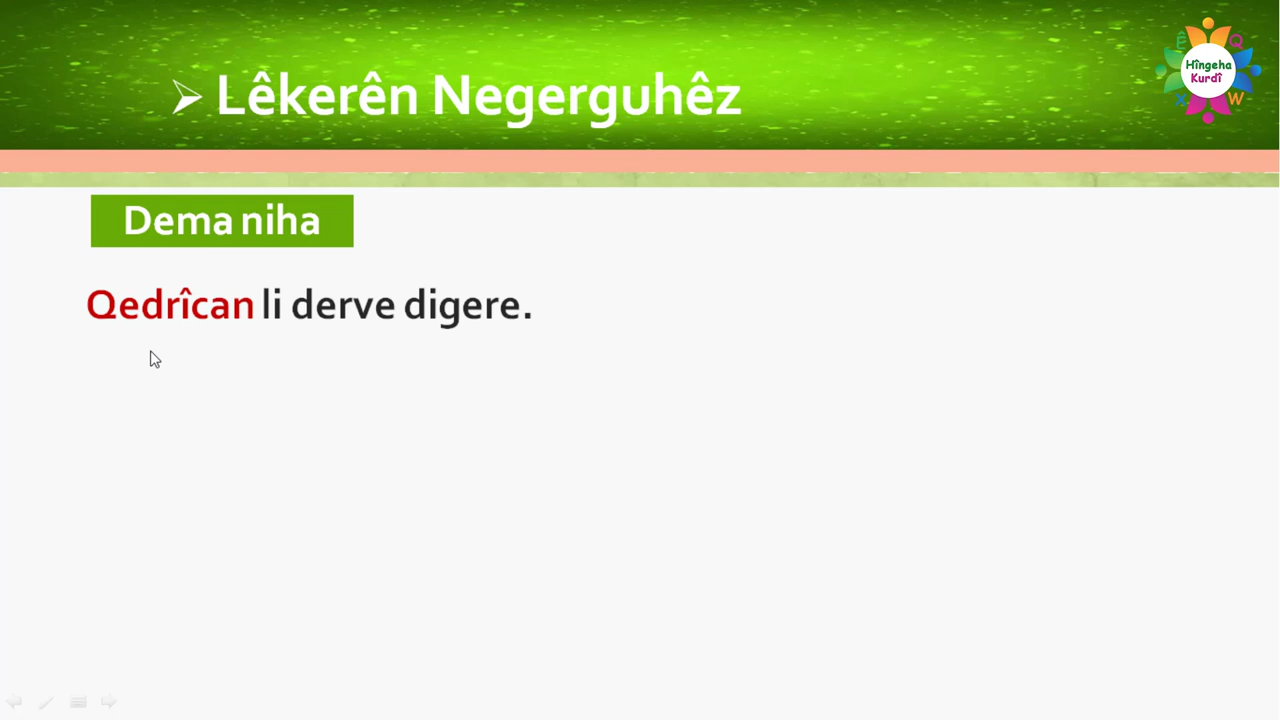 Lêkerên Negerguhêz
Hîngeha
Kurdî
Ê
Q
X
W
Dema niha
Qedrîcan li derve digere.